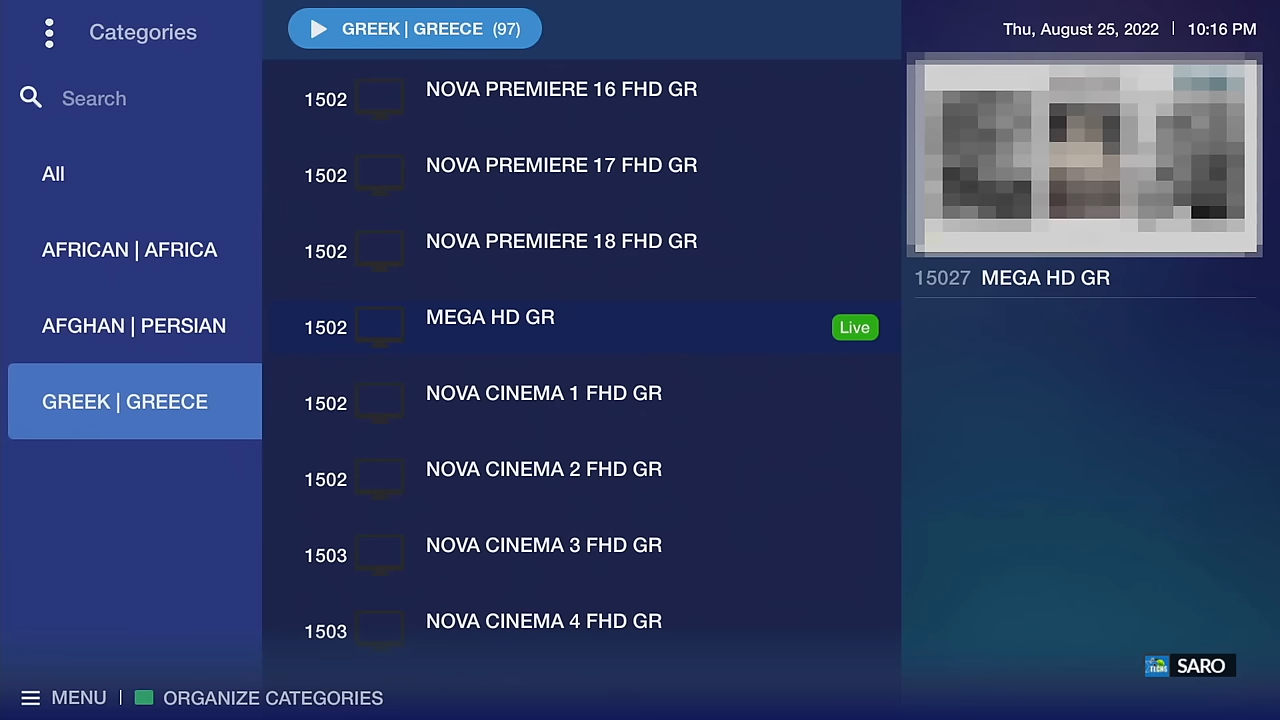 Categories
Search
All
AFRICAN | AFRICA
AFGHAN | PERSIAN
GREEK | GREECE
MENU | ORGANIZE CATEGORIES
GREEK | GREECE (97)
1502 NOVA PREMIERE 16 FHD GR
1502 NOVA PREMIERE 17 FHD GR
1502 NOVA PREMIERE 18 FHD GR
1502 MEGA HD GR Live
1502 NOVA CINEMA 1 FHD GR
1502 NOVA CINEMA 2 FHD GR
1503 NOVA CINEMA 3 FHD GR
1503 NOVA CINEMA 4 FHD GR
Thu, August 25, 2022 | 10:16 PM
15027 MEGA HD GR
TECHS SARO